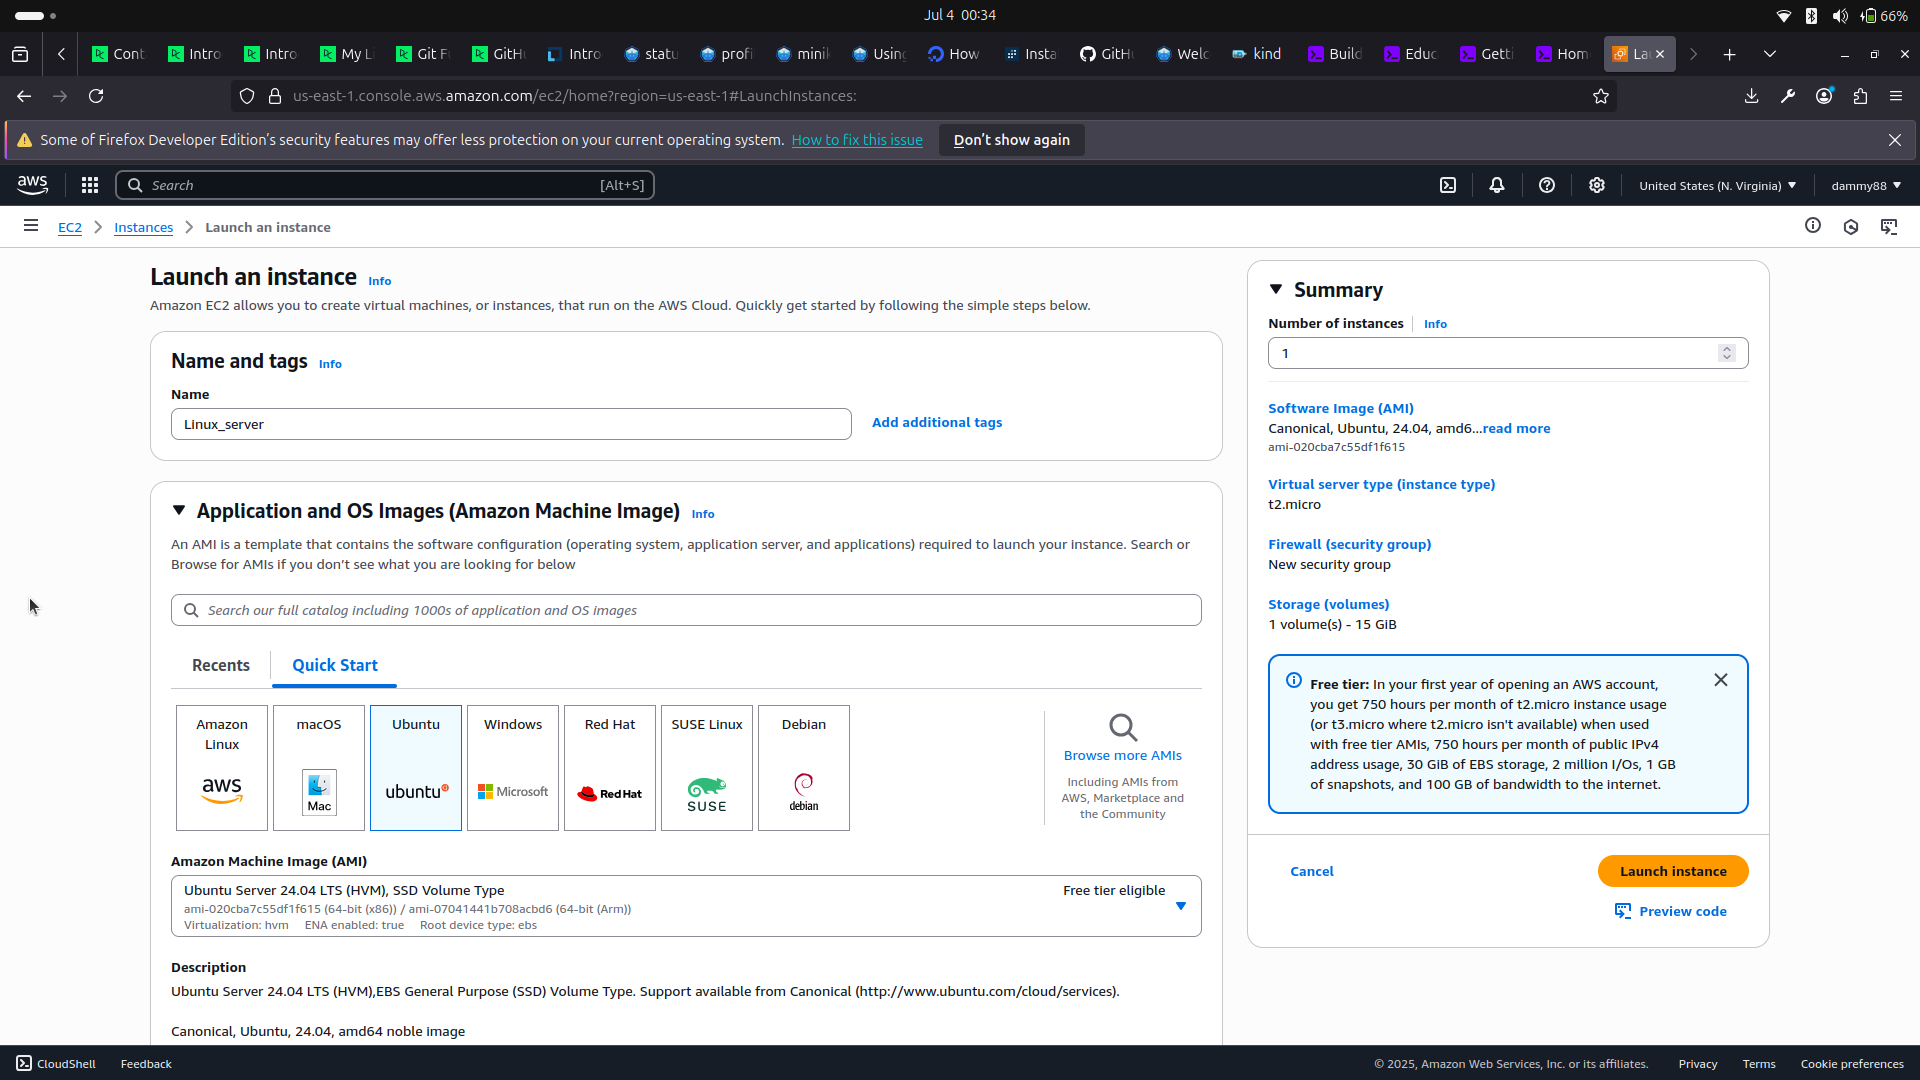 Jul 4 00:34
66%
Cont
Intro
Intro
My L
Git F
GitHu
Intro
statu
profi
minik
Using
How
Insta
GitHu
Welc
kind
Build
Educ
Getti
Hom
La
us-east-1.console.aws.amazon.com/ec2/home?region=us-east-1#LaunchInstances:
Some of Firefox Developer Edition's security features may offer less protection on your current operating system. How to fix this issue Don't show again
aws
Search [Alt+S]
United States (N. Virginia)
dammy88
EC2 > Instances > Launch an instance
Launch an instance Info
Amazon EC2 allows you to create virtual machines, or instances, that run on the AWS Cloud. Quickly get started by following the simple steps below.
Name and tags Info
Name
Linux_server
Add additional tags
Application and OS Images (Amazon Machine Image) Info
An AMI is a template that contains the software configuration (operating system, application server, and applications) required to launch your instance. Search or
Browse for AMIs if you don't see what you are looking for below
Search our full catalog including 1000s of application and OS images
Recents
Quick Start
Amazon
Linux
aws
macOS
Mac
Ubuntu
ubuntu
Windows
Microsoft
Red Hat
Red Hat
SUSE Linux
SUSE
Debian
debian
Browse more AMIs
Including AMIs from
AWS, Marketplace and
the Community
Amazon Machine Image (AMI)
Ubuntu Server 24.04 LTS (HVM), SSD Volume Type
Free tier eligible
ami-020cba7c55df1f615 (64-bit (x86)) / ami-07041441b708acbd6 (64-bit (Arm))
Virtualization: hvm ENA enabled: true Root device type: ebs
Description
Ubuntu Server 24.04 LTS (HVM),EBS General Purpose (SSD) Volume Type. Support available from Canonical (http://www.ubuntu.com/cloud/services).
Canonical, Ubuntu, 24.04, amd64 noble image
Summary
Number of instances Info
1
Software Image (AMI)
Canonical, Ubuntu, 24.04, amd6...read more
ami-020cba7c55df1f615
Virtual server type (instance type)
t2.micro
Firewall (security group)
New security group
Storage (volumes)
1 volume(s) - 15 GiB
Free tier: In your first year of opening an AWS account,
you get 750 hours per month of t2.micro instance usage
(or t3.micro where t2.micro isn't available) when used
with free tier AMIs, 750 hours per month of public IPv4
address usage, 30 GiB of EBS storage, 2 million I/Os, 1 GB
of snapshots, and 100 GB of bandwidth to the internet.
Cancel
Launch instance
Preview code
CloudShell
Feedback
© 2025, Amazon Web Services, Inc. or its affiliates.
Privacy
Terms
Cookie preferences